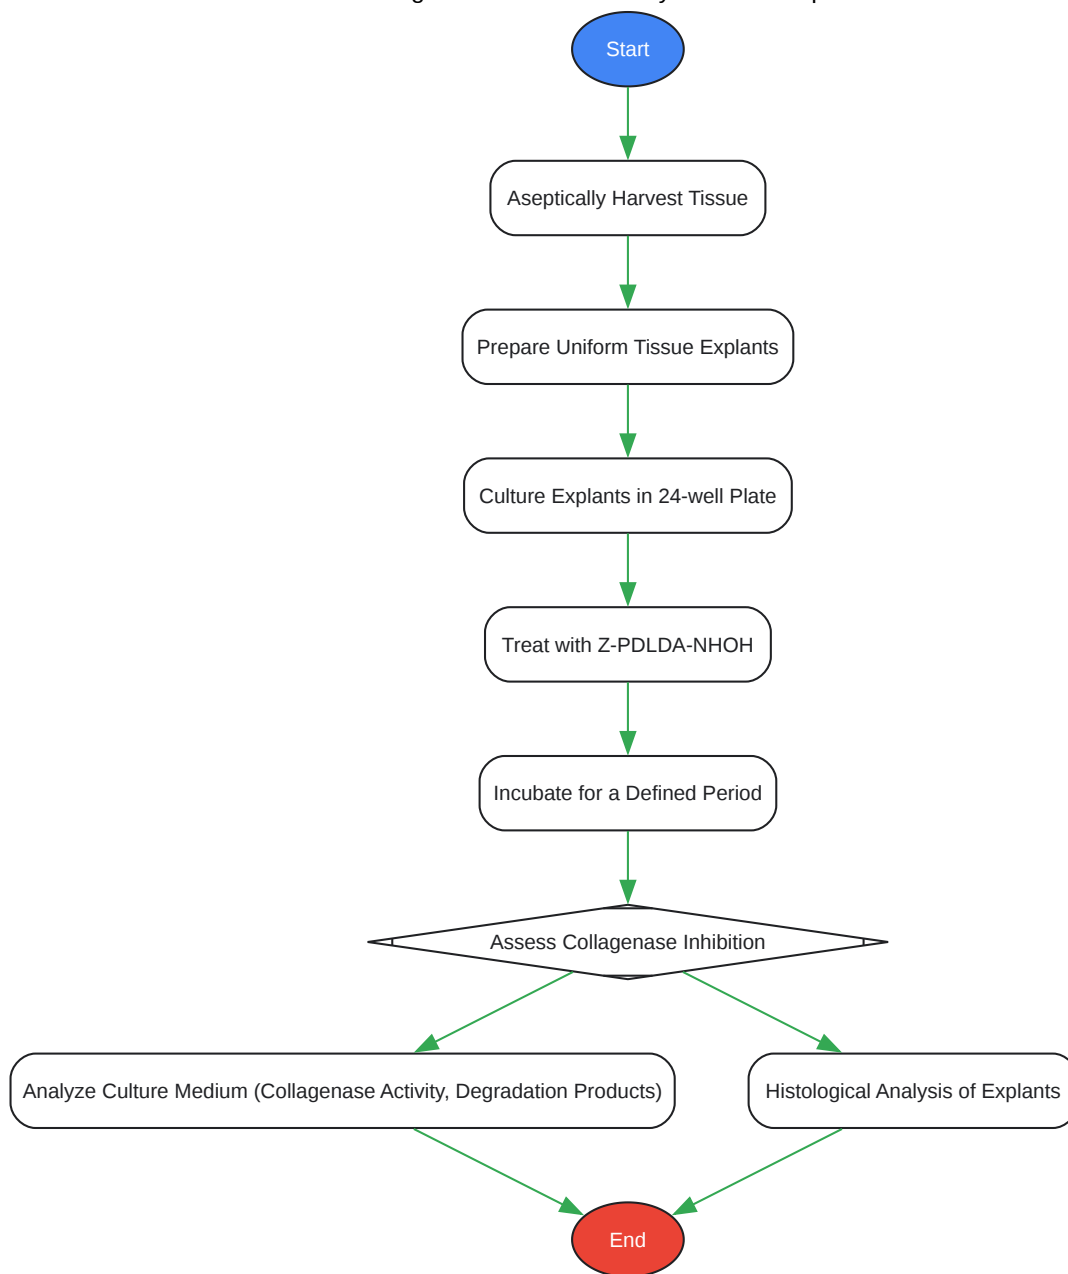 Start
Aseptically Harvest Tissue
Prepare Uniform Tissue Explants
Culture Explants in 24-well Plate
Treat with Z-PDLDA-NHOH
Incubate for a Defined Period
Assess Collagenase Inhibition
Analyze Culture Medium (Collagenase Activity, Degradation Products)
Histological Analysis of Explants
End